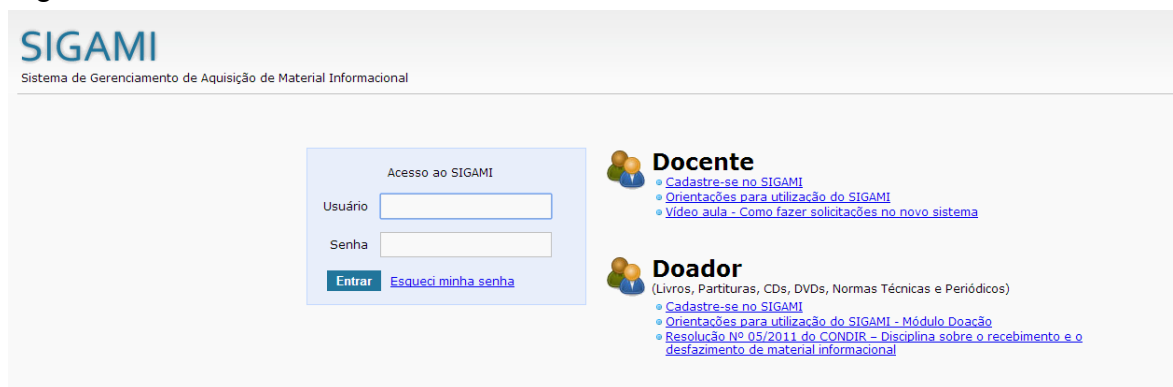 SIGAMI
Sistema de Gerenciamento de Aquisição de Material Informacional
Acesso ao SIGAMI
Usuário
Senha
Entrar Esqueci minha senha
Docente
Cadastre-se no SIGAMI
Orientações para utilização do SIGAMI
Vídeo aula - Como fazer solicitações no novo sistema
Doador
(Livros, Partituras, CDs, DVDs, Normas Técnicas e Periódicos)
Cadastre-se no SIGAMI
Orientações para utilização do SIGAMI - Módulo Doação
Resolução Nº 05/2011 do CONDIR – Disciplina sobre o recebimento e o
desfazimento de material informacional